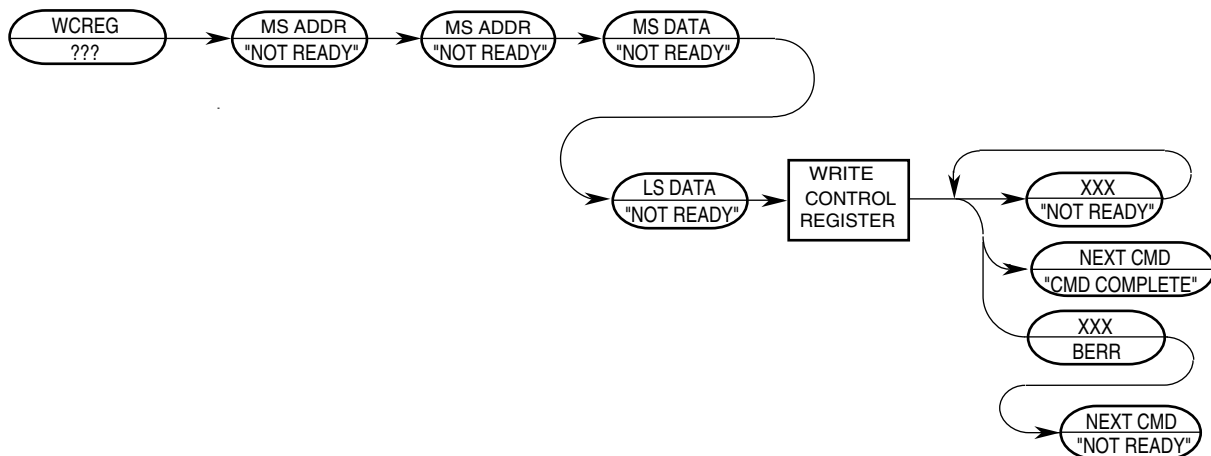 WCREG
???
MS ADDR
"NOT READY"
MS ADDR
"NOT READY"
MS DATA
"NOT READY"
LS DATA
"NOT READY"
WRITE
CONTROL
REGISTER
XXX
"NOT READY"
NEXT CMD
"CMD COMPLETE"
XXX
BERR
NEXT CMD
"NOT READY"